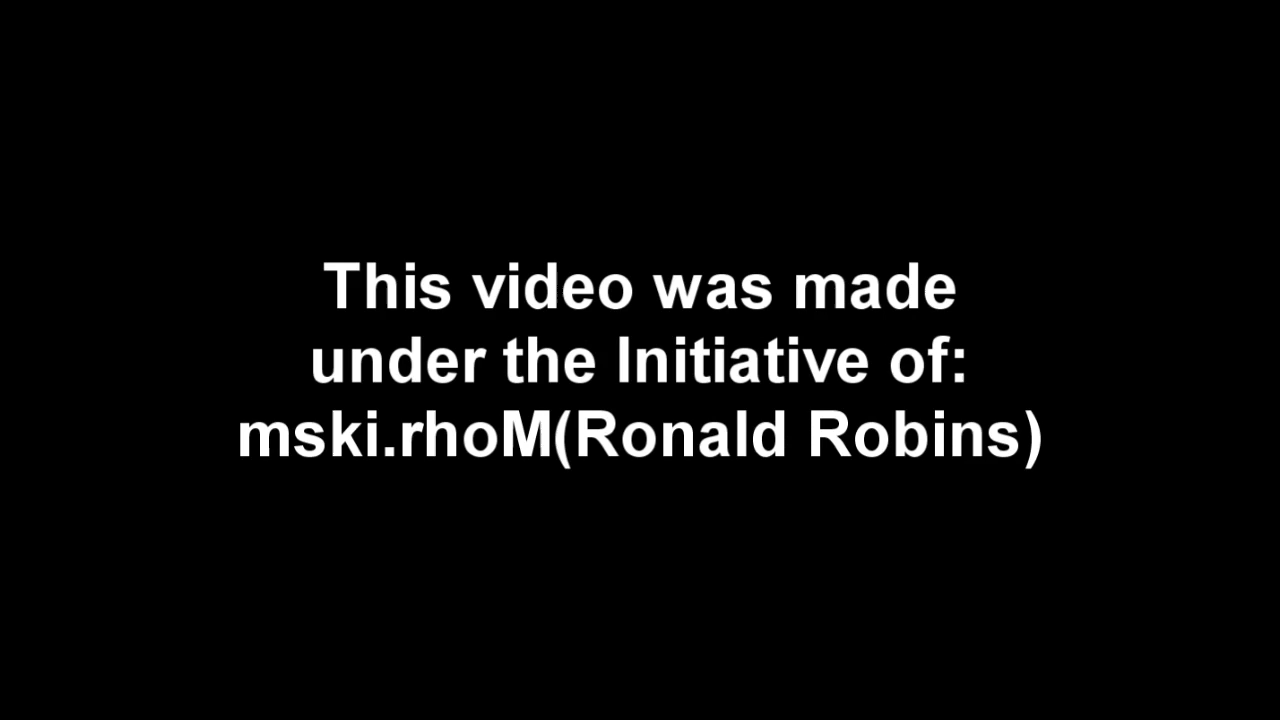 This video was made
under the Initiative of:
mski.rhoM(Ronald Robins)